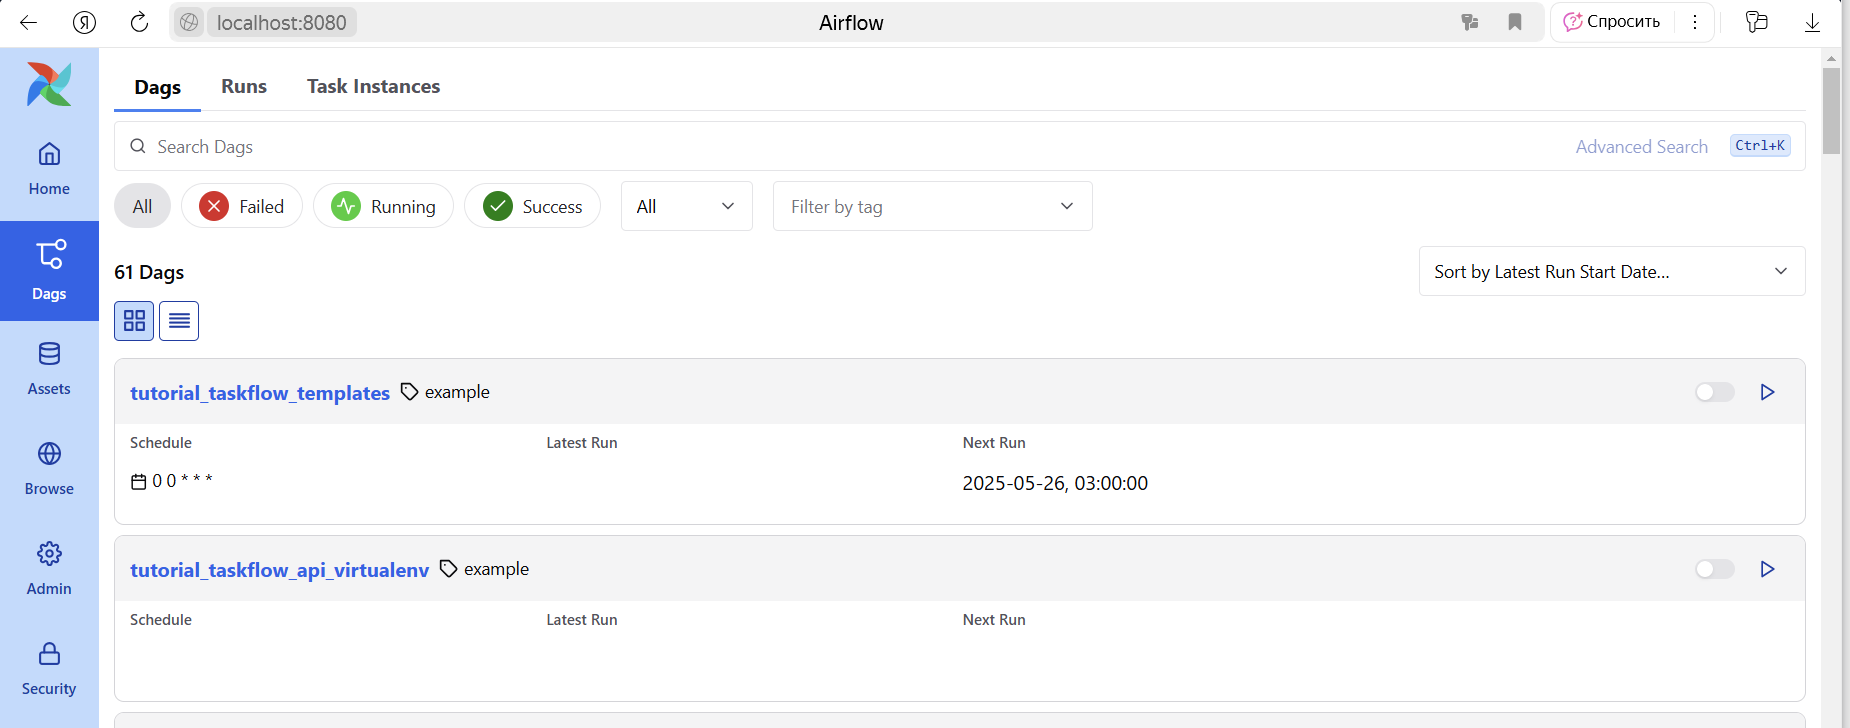 Я
localhost:8080
Airflow
Спросить
Dags
Runs
Task Instances
Search Dags
Advanced Search
Ctrl+K
All
Failed
Running
Success
All
Filter by tag
61 Dags
Sort by Latest Run Start Date...
Home
Dags
Assets
Browse
Admin
Security
tutorial_taskflow_templates
example
Schedule
Latest Run
Next Run
0 0 * * *
2025-05-26, 03:00:00
tutorial_taskflow_api_virtualenv
example
Schedule
Latest Run
Next Run